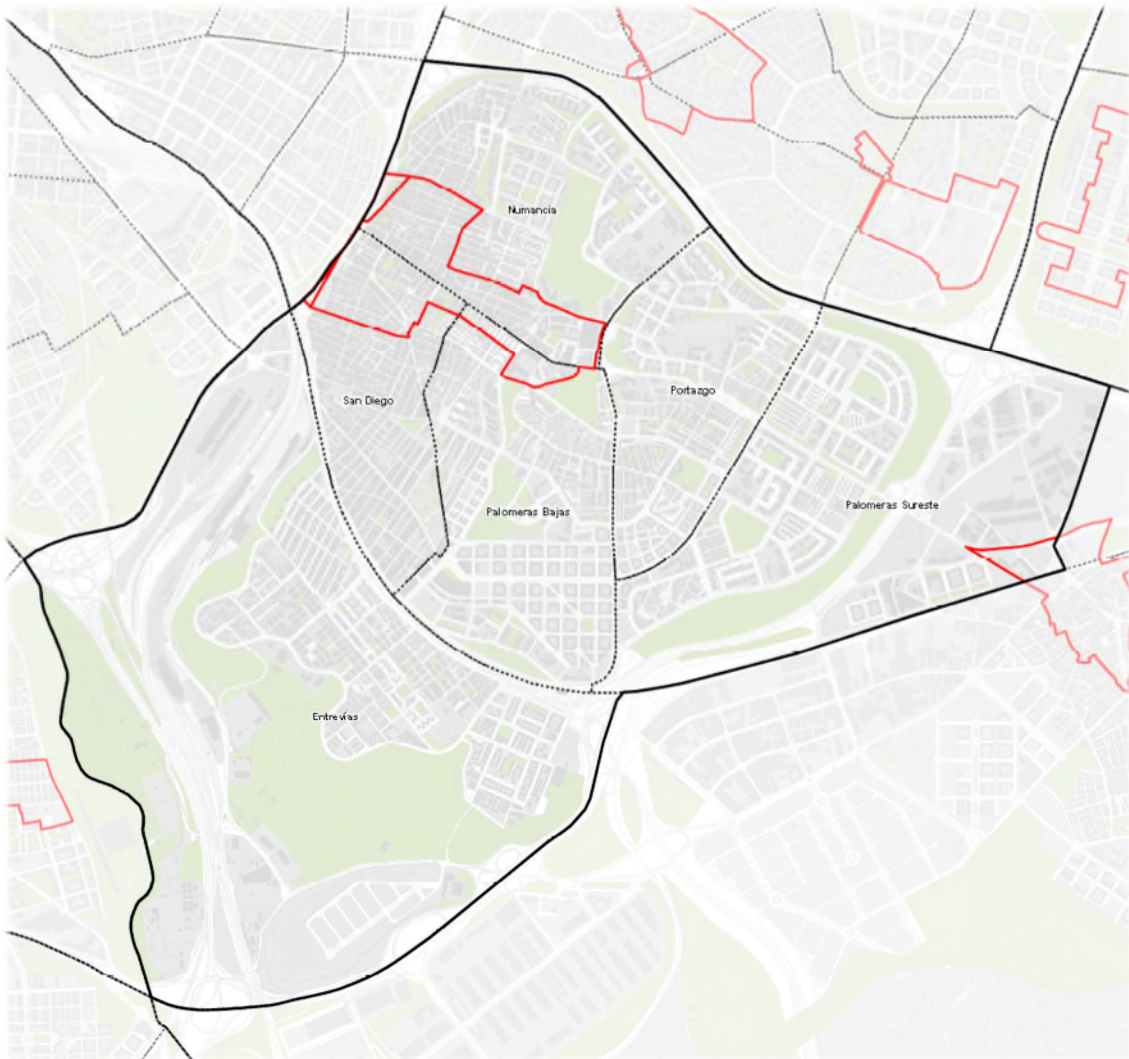 Numancia
Portazgo
San Diego
Palomeras Sureste
Palomeras Bajas
Entrevías